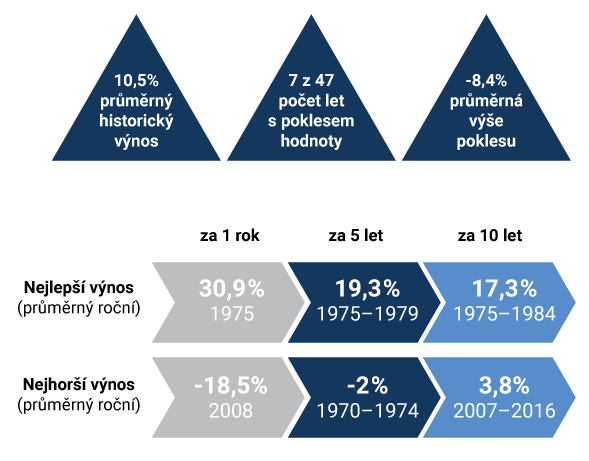 10,5%
průměrný
historický
výnos
7 z 47
počet let
s poklesem
hodnoty
-8,4%
průměrná
výše
poklesu
za 1 rok
za 5 let
za 10 let
Nejlepší výnos
(průměrný roční)
30,9%
1975
19,3%
1975–1979
17,3%
1975–1984
Nejhorší výnos
(průměrný roční)
-18,5%
2008
-2%
1970–1974
3,8%
2007–2016